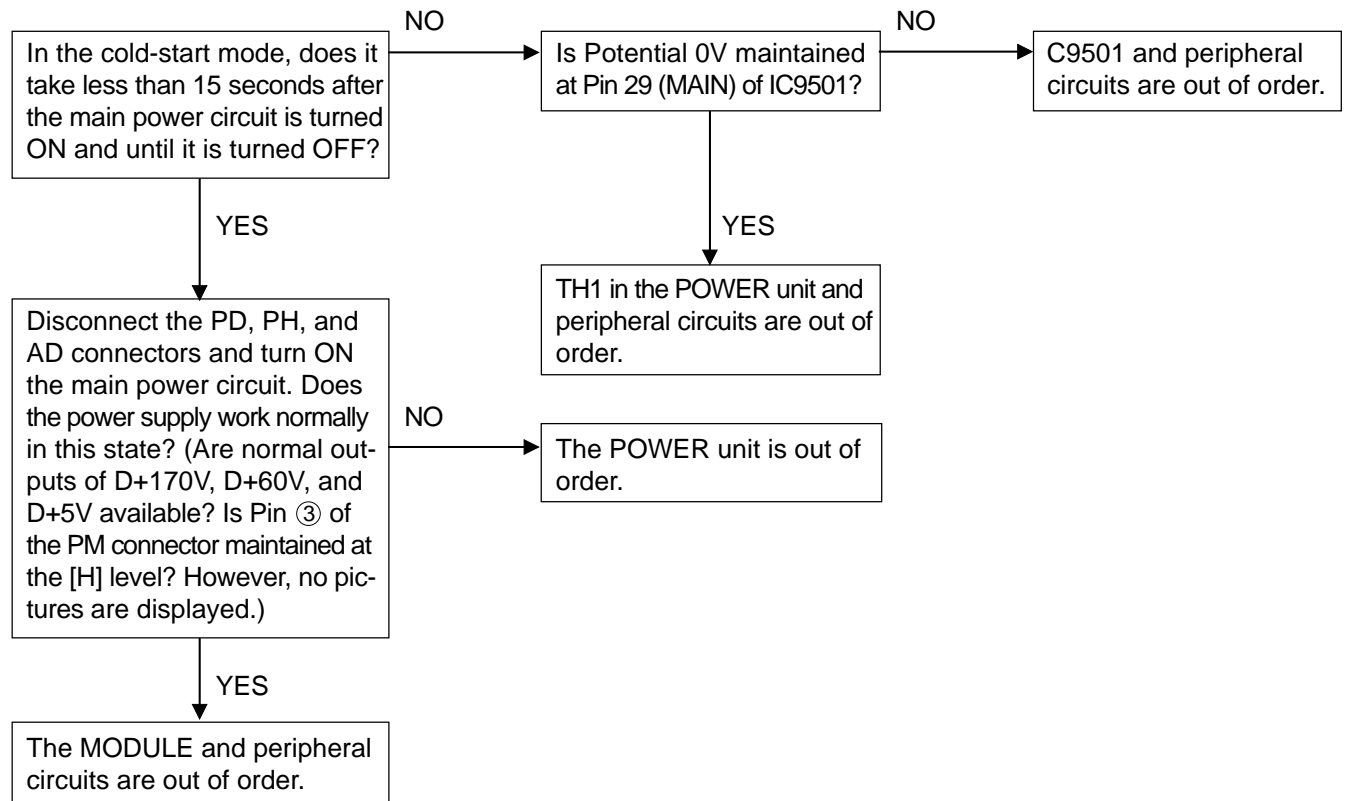 NO
NO
In the cold-start mode, does it
take less than 15 seconds after
the main power circuit is turned
ON and until it is turned OFF?
Is Potential 0V maintained
at Pin 29 (MAIN) of IC9501?
C9501 and peripheral
circuits are out of order.
YES
YES
TH1 in the POWER unit and
peripheral circuits are out of
order.
Disconnect the PD, PH, and
AD connectors and turn ON
the main power circuit. Does
the power supply work normally
in this state? (Are normal out-
puts of D+170V, D+60V, and
D+5V available? Is Pin ③ of
the PM connector maintained at
the [H] level? However, no pic-
tures are displayed.)
NO
The POWER unit is out of
order.
YES
The MODULE and peripheral
circuits are out of order.